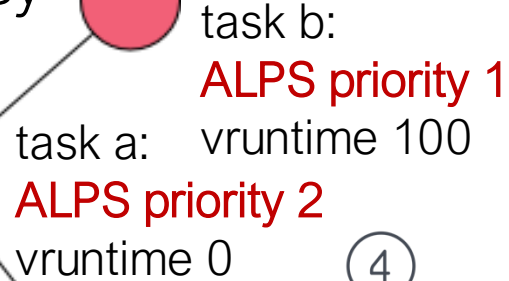 task b:
ALPS priority 1
vruntime 100
task a:
ALPS priority 2
vruntime 0
4